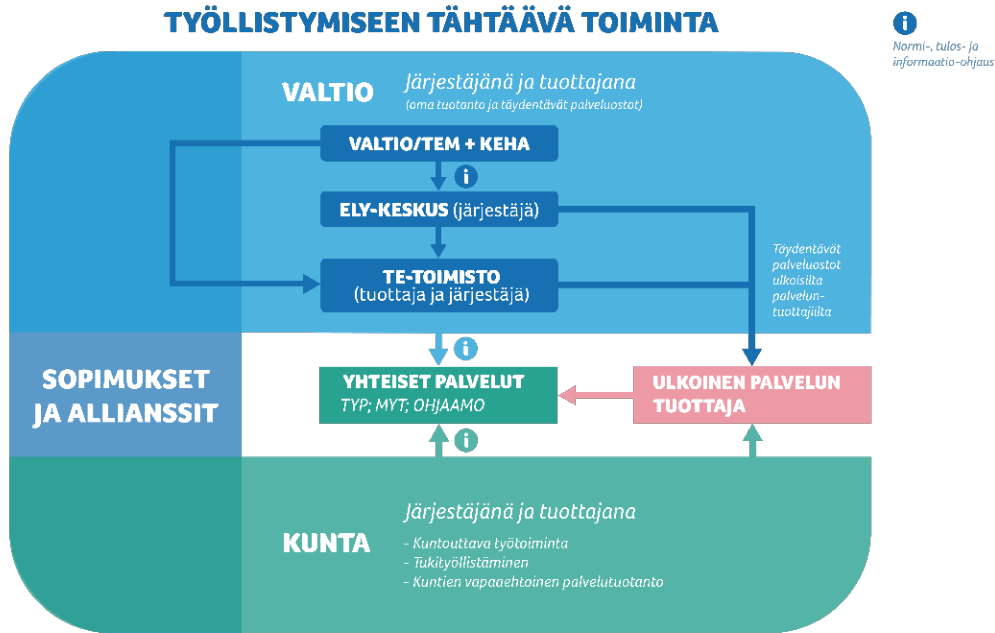 TYÖLLISTYMISEEN TÄHTÄÄVÄ TOIMINTA
i
Normi-, tulos- ja
informaatio-ohjaus
VALTIO
Järjestäjänä ja tuottajana
(oma tuotanto ja täydentävät palveluostot)
VALTIO/TEM + KEHA
i
ELY-KESKUS (järjestäjä)
TE-TOIMISTO
(tuottaja ja järjestäjä)
Täydentävät
palveluostot
ulkoisilta
palvelun-
tuottajilta
i
SOPIMUKSET
JA ALLIANSSIT
YHTEISET PALVELUT
TYP; MYT; OHJAAMO
ULKOINEN PALVELUN
TUOTTAJA
i
KUNTA
Järjestäjänä ja tuottajana
- Kuntouttava työtoiminta
- Tukityöllistäminen
- Kuntien vapaaehtoinen palvelutuotanto